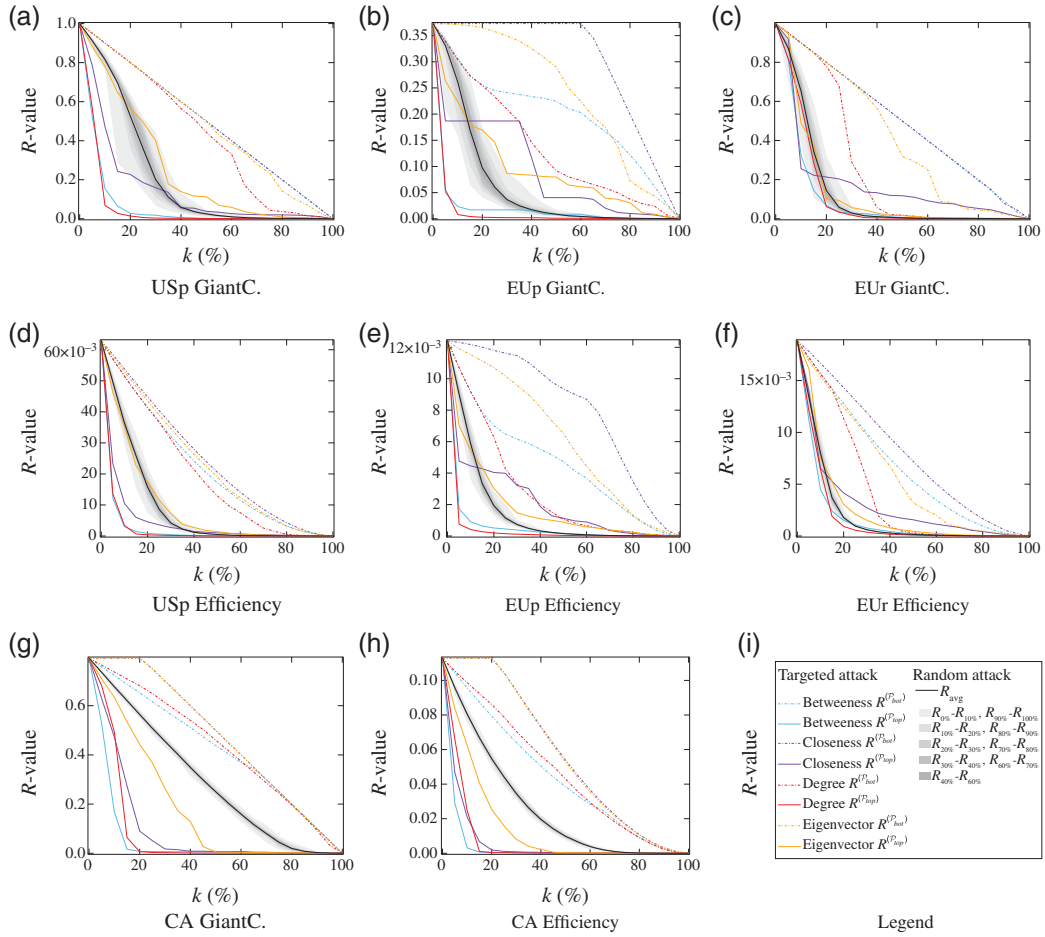 (a)
1.0
0.8
0.6
0.4
0.2
0.0
R-value
0 20 40 60 80 100
k (%)
USp GiantC.
(b)
0.35
0.30
0.25
0.20
0.15
0.10
0.05
0.00
R-value
0 20 40 60 80 100
k (%)
EUp GiantC.
(c)
1.0
0.8
0.6
0.4
0.2
0.0
R-value
0 20 40 60 80 100
k (%)
EUr GiantC.
(d)
60×10⁻³
50
40
30
20
10
0
R-value
0 20 40 60 80 100
k (%)
USp Efficiency
(e)
12×10⁻³
10
8
6
4
2
0
R-value
0 20 40 60 80 100
k (%)
EUp Efficiency
(f)
15×10⁻³
10
5
0
R-value
0 20 40 60 80 100
k (%)
EUr Efficiency
(g)
0.6
0.4
0.2
0.0
R-value
0 20 40 60 80 100
k (%)
CA GiantC.
(h)
0.10
0.08
0.06
0.04
0.02
0.00
R-value
0 20 40 60 80 100
k (%)
CA Efficiency
(i)
R-value
Targeted attack
Betweeness R^(P_bot)
Betweeness R^(P_top)
Closeness R^(P_bot)
Closeness R^(P_top)
Degree R^(P_bot)
Degree R^(P_top)
Eigenvector R^(P_bot)
Eigenvector R^(P_top)
Random attack
R_avg
R_0%-R_10%, R_90%-R_100%
R_10%-R_20%, R_80%-R_90%
R_20%-R_30%, R_70%-R_80%
R_30%-R_40%, R_60%-R_70%
R_40%-R_60%
Legend